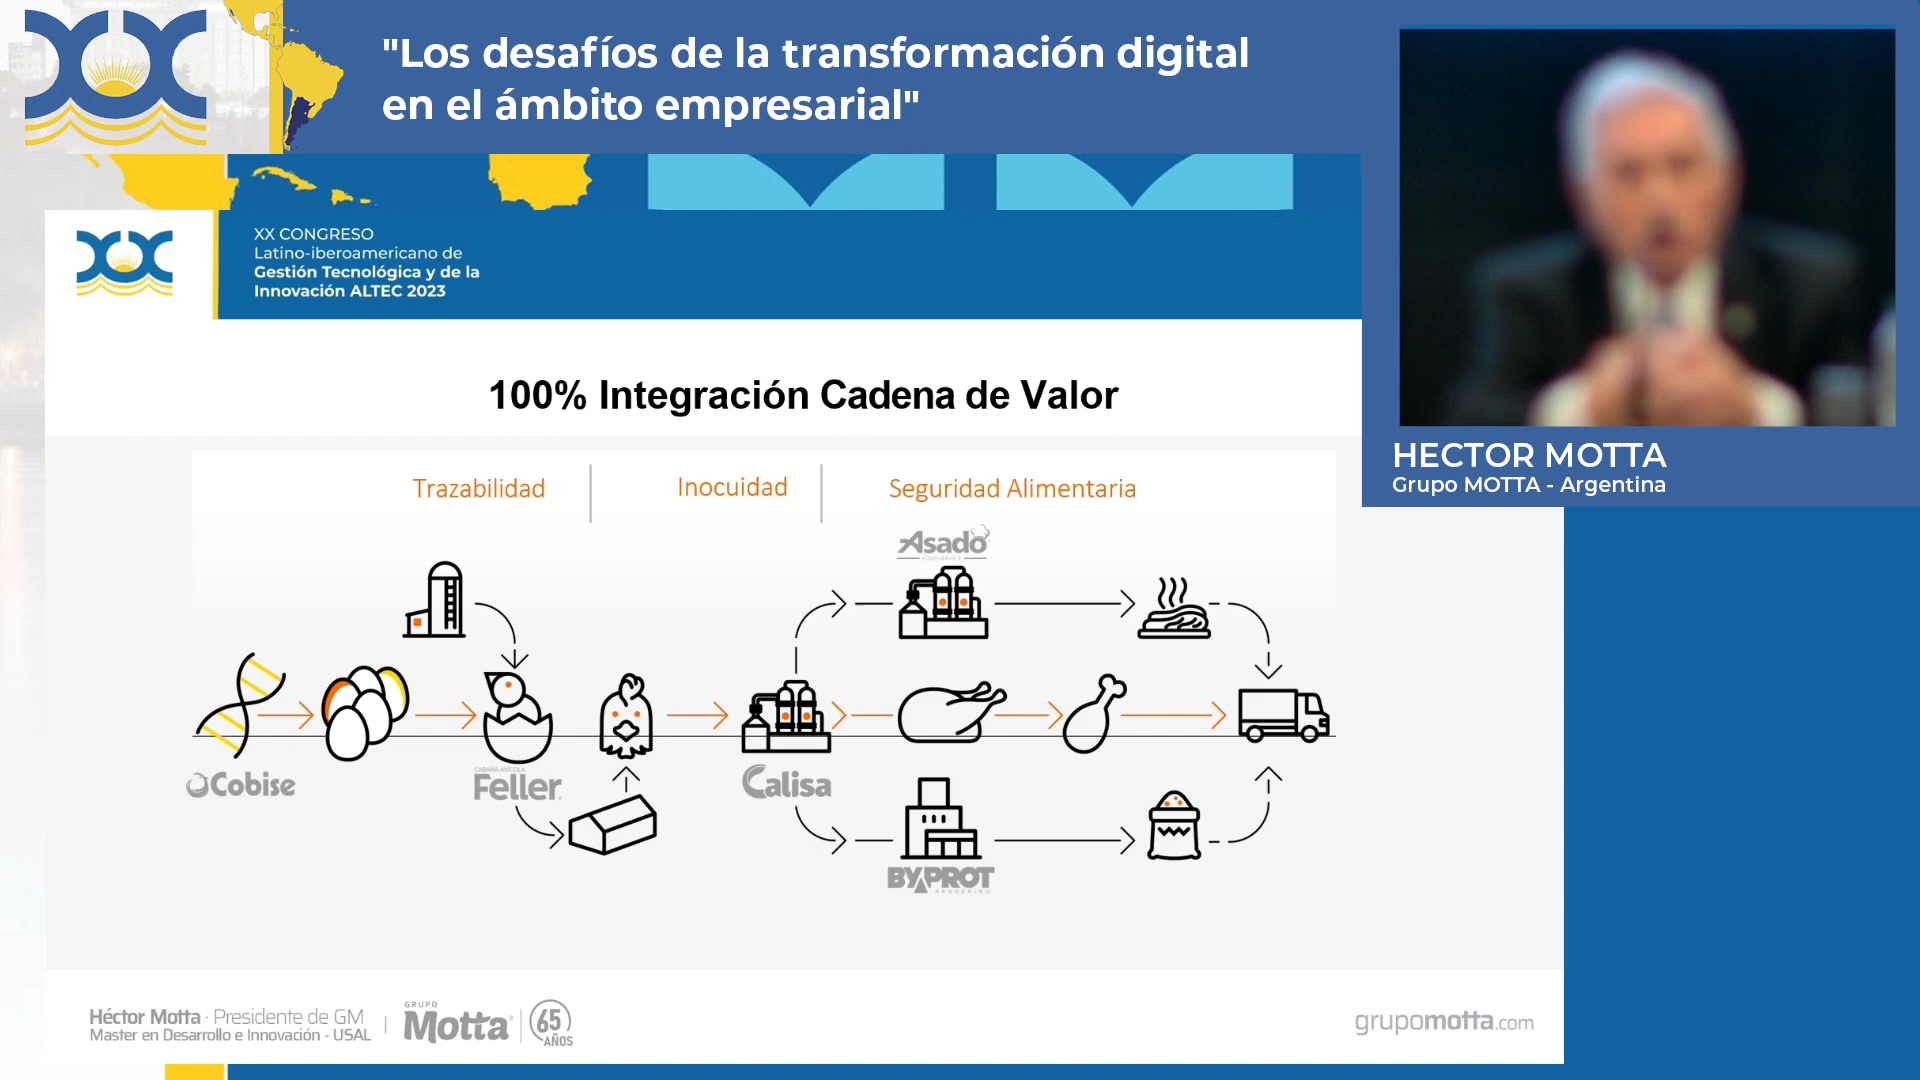 "Los desafíos de la transformación digital
en el ámbito empresarial"
XX CONGRESO
Latino-iberoamericano de
Gestión Tecnológica y de la
Innovación ALTEC 2023
HECTOR MOTTA
Grupo MOTTA - Argentina
100% Integración Cadena de Valor
Trazabilidad
Inocuidad
Seguridad Alimentaria
Asado
Cobise
CABAÑA AVÍCOLA
Feller
Calisa
BYPROT
RENDERING
Héctor Motta · Presidente de GM
Master en Desarrollo e Innovación - USAL
GRUPO
Motta
65
AÑOS
grupomotta.com